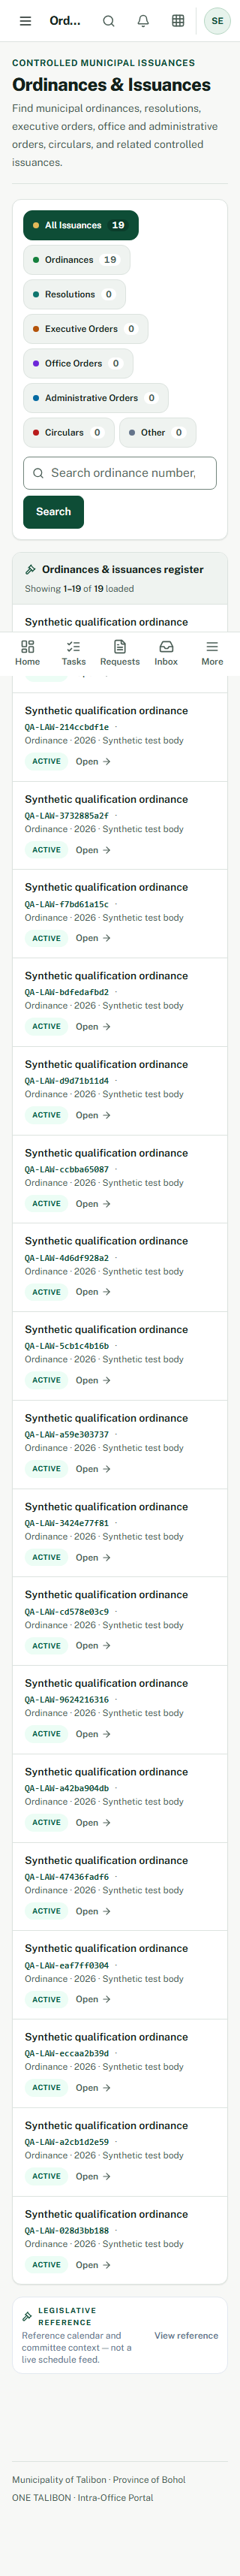 Ord...
SE
CONTROLLED MUNICIPAL ISSUANCES
Ordinances & Issuances
Find municipal ordinances, resolutions,
executive orders, office and administrative
orders, circulars, and related controlled
issuances.
All Issuances 19
Ordinances 19
Resolutions 0
Executive Orders 0
Office Orders 0
Administrative Orders 0
Circulars 0
Other 0
Search ordinance number,
Search
Ordinances & issuances register
Showing 1–19 of 19 loaded
Synthetic qualification ordinance
Home
Tasks
Requests
Inbox
More
Synthetic qualification ordinance
QA-LAW-214ccbdf1e ·
Ordinance · 2026 · Synthetic test body
ACTIVE Open →
Synthetic qualification ordinance
QA-LAW-3732885a2f ·
Ordinance · 2026 · Synthetic test body
ACTIVE Open →
Synthetic qualification ordinance
QA-LAW-f7bd61a15c ·
Ordinance · 2026 · Synthetic test body
ACTIVE Open →
Synthetic qualification ordinance
QA-LAW-bdfedafbd2 ·
Ordinance · 2026 · Synthetic test body
ACTIVE Open →
Synthetic qualification ordinance
QA-LAW-d9d71b11d4 ·
Ordinance · 2026 · Synthetic test body
ACTIVE Open →
Synthetic qualification ordinance
QA-LAW-ccbba65087 ·
Ordinance · 2026 · Synthetic test body
ACTIVE Open →
Synthetic qualification ordinance
QA-LAW-4d6df928a2 ·
Ordinance · 2026 · Synthetic test body
ACTIVE Open →
Synthetic qualification ordinance
QA-LAW-5cb1c4b16b ·
Ordinance · 2026 · Synthetic test body
ACTIVE Open →
Synthetic qualification ordinance
QA-LAW-a59e303737 ·
Ordinance · 2026 · Synthetic test body
ACTIVE Open →
Synthetic qualification ordinance
QA-LAW-3424e77f81 ·
Ordinance · 2026 · Synthetic test body
ACTIVE Open →
Synthetic qualification ordinance
QA-LAW-cd578e03c9 ·
Ordinance · 2026 · Synthetic test body
ACTIVE Open →
Synthetic qualification ordinance
QA-LAW-9624216316 ·
Ordinance · 2026 · Synthetic test body
ACTIVE Open →
Synthetic qualification ordinance
QA-LAW-a42ba904db ·
Ordinance · 2026 · Synthetic test body
ACTIVE Open →
Synthetic qualification ordinance
QA-LAW-47436fadf6 ·
Ordinance · 2026 · Synthetic test body
ACTIVE Open →
Synthetic qualification ordinance
QA-LAW-eaf7ff0304 ·
Ordinance · 2026 · Synthetic test body
ACTIVE Open →
Synthetic qualification ordinance
QA-LAW-eccaa2b39d ·
Ordinance · 2026 · Synthetic test body
ACTIVE Open →
Synthetic qualification ordinance
QA-LAW-a2cb1d2e59 ·
Ordinance · 2026 · Synthetic test body
ACTIVE Open →
Synthetic qualification ordinance
QA-LAW-028d3bb188 ·
Ordinance · 2026 · Synthetic test body
ACTIVE Open →
LEGISLATIVE
REFERENCE
Reference calendar and
committee context — not a
live schedule feed.
View reference
Municipality of Talibon · Province of Bohol
ONE TALIBON · Intra-Office Portal